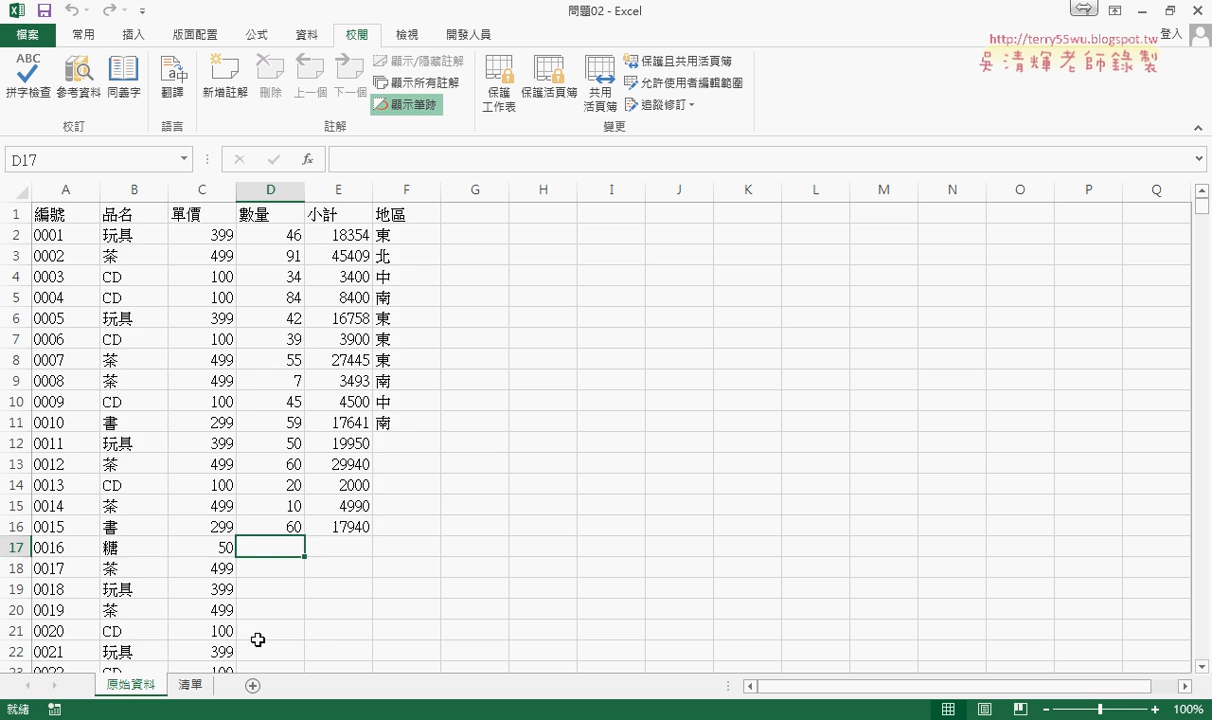 問題02 - Excel
http://terry55wu.blogspot.tw
吳清輝老師錄製
登入
檔案 常用 插入 版面配置 公式 資料 校閱 檢視 開發人員
ABC
拼字檢查 參考資料 同義字 翻譯 新增註解 刪除 上一個 下一個
顯示/隱藏註解
顯示所有註解
顯示筆跡
保護工作表 保護活頁簿 共用活頁簿
保護且共用活頁簿
允許使用者編輯範圍
追蹤修訂
校訂 語言 註解 變更
D17 fx
A B C D E F G H I J K L M N O P Q
1 編號 品名 單價 數量 小計 地區
2 0001 玩具 399 46 18354 東
3 0002 茶 499 91 45409 北
4 0003 CD 100 34 3400 中
5 0004 CD 100 84 8400 南
6 0005 玩具 399 42 16758 東
7 0006 CD 100 39 3900 東
8 0007 茶 499 55 27445 東
9 0008 茶 499 7 3493 南
10 0009 CD 100 45 4500 中
11 0010 書 299 59 17641 南
12 0011 玩具 399 50 19950
13 0012 茶 499 60 29940
14 0013 CD 100 20 2000
15 0014 茶 499 10 4990
16 0015 書 299 60 17940
17 0016 糖 50
18 0017 茶 499
19 0018 玩具 399
20 0019 茶 499
21 0020 CD 100
22 0021 玩具 399
23 0022 CD 100
原始資料 清單
就緒 100%